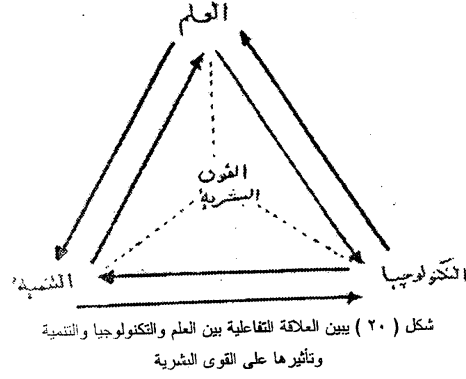 العلم
القوى
البشرية
التنمية
التكنولوجيا
شكل ( ٢٠ ) يبين العلاقة التفاعلية بين العلم والتكنولوجيا والتنمية
وتأثيرها على القوى البشرية